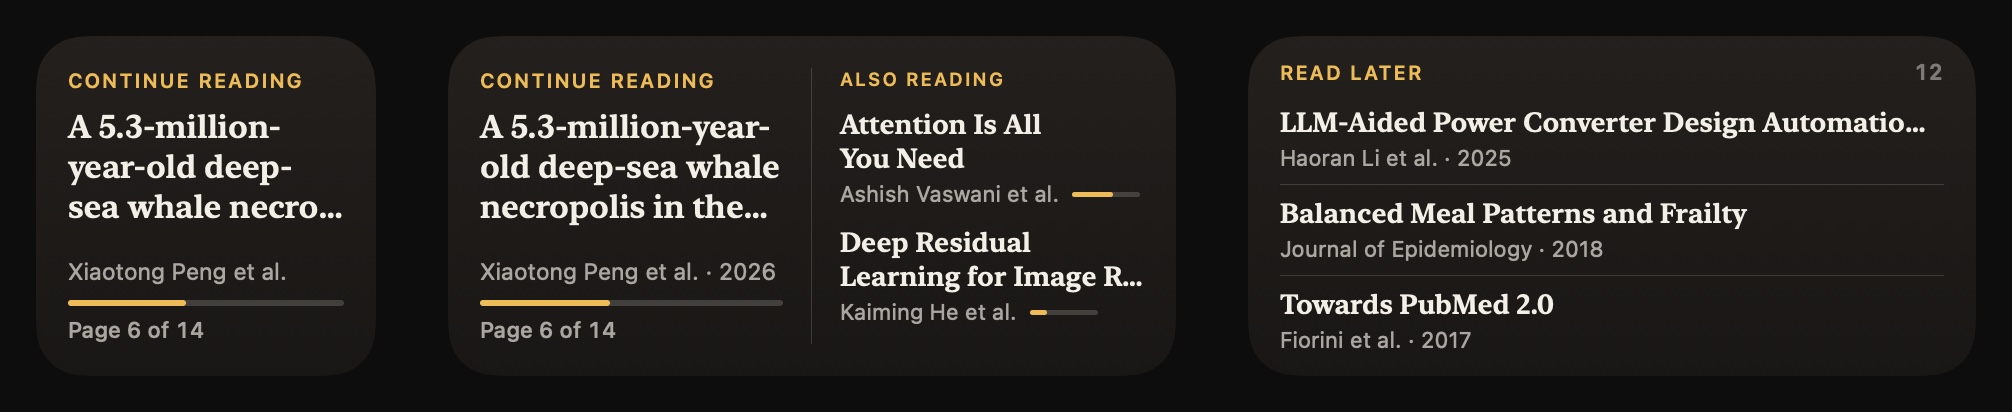 CONTINUE READING
A 5.3-million-
year-old deep-
sea whale necro...
Xiaotong Peng et al.
Page 6 of 14
CONTINUE READING
A 5.3-million-year-
old deep-sea whale
necropolis in the...
Xiaotong Peng et al. · 2026
Page 6 of 14
ALSO READING
Attention Is All
You Need
Ashish Vaswani et al.
Deep Residual
Learning for Image R...
Kaiming He et al.
READ LATER 12
LLM-Aided Power Converter Design Automatio...
Haoran Li et al. · 2025
Balanced Meal Patterns and Frailty
Journal of Epidemiology · 2018
Towards PubMed 2.0
Fiorini et al. · 2017